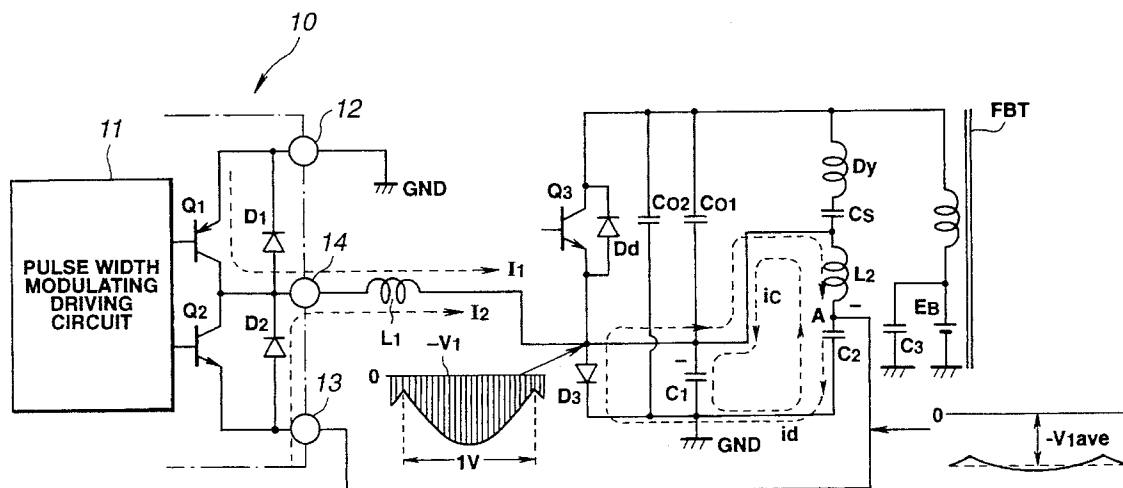 10
11
12
FBT
Q1
D1
GND
Q3
Dd
CO2
CO1
Dy
CS
PULSE WIDTH
MODULATING
DRIVING
CIRCUIT
14
I1
L2
EB
Q2
D2
L1
I2
iC
A
−
C2
C3
−V1
0
D3
−
C1
13
id
GND
0
-V1ave
1V